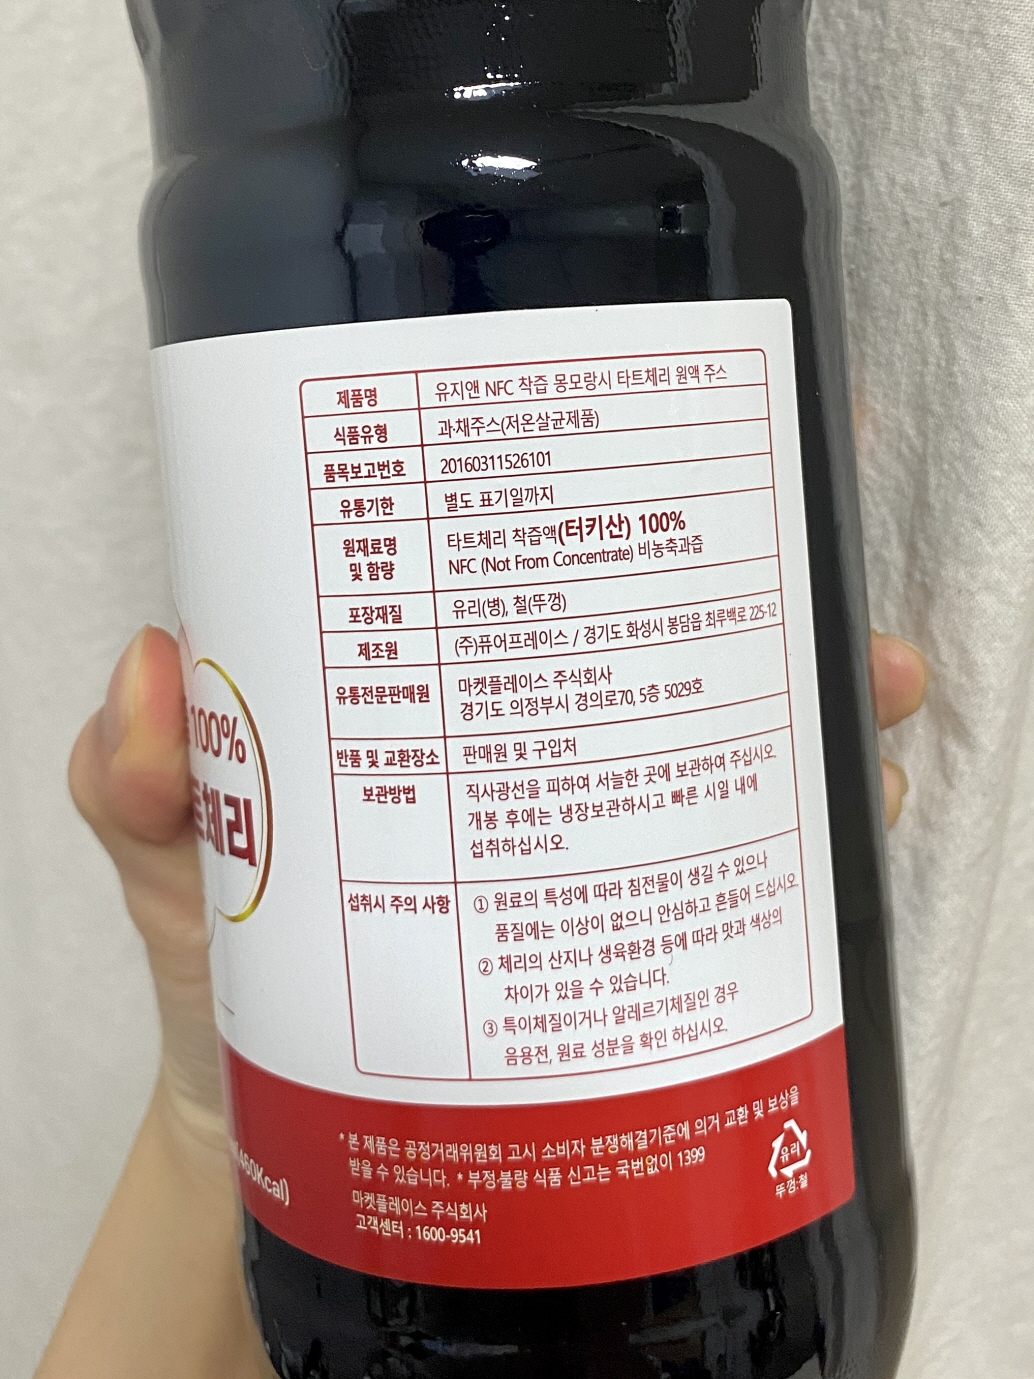 제품명 유지앤 NFC 착즙 몽모랑시 타트체리 원액 주스
식품유형 과·채주스(저온살균제품)
품목보고번호 20160311526101
유통기한 별도 표기일까지
원재료명 타트체리 착즙액(터키산) 100%
및 함량 NFC (Not From Concentrate) 비농축과즙
포장재질 유리(병), 철(뚜껑)
제조원 (주)퓨어프레이스 / 경기도 화성시 봉담읍 최루백로 225-12
유통전문판매원 마켓플레이스 주식회사
경기도 의정부시 경의로70, 5층 5029호
반품 및 교환장소 판매원 및 구입처
보관방법 직사광선을 피하여 서늘한 곳에 보관하여 주십시오.
개봉 후에는 냉장보관하시고 빠른 시일 내에
섭취하십시오.
섭취시 주의 사항 ① 원료의 특성에 따라 침전물이 생길 수 있으나
품질에는 이상이 없으니 안심하고 흔들어 드십시오.
② 체리의 산지나 생육환경 등에 따라 맛과 색상의
차이가 있을 수 있습니다.
③ 특이체질이거나 알레르기체질인 경우
음용전, 원료 성분을 확인 하십시오.
100%
체리
460Kcal)
* 본 제품은 공정거래위원회 고시 소비자 분쟁해결기준에 의거 교환 및 보상을
받을 수 있습니다. * 부정·불량 식품 신고는 국번없이 1399
마켓플레이스 주식회사
고객센터 : 1600-9541
유리
뚜껑:철